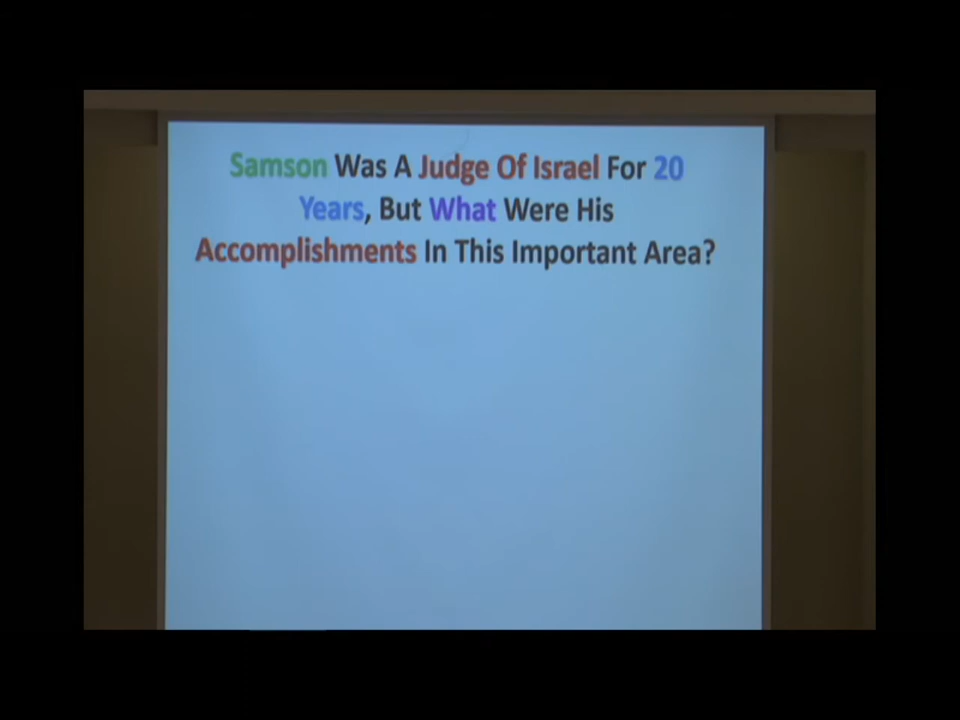 Samson Was A Judge Of Israel For 20
Years, But What Were His
Accomplishments In This Important Area?